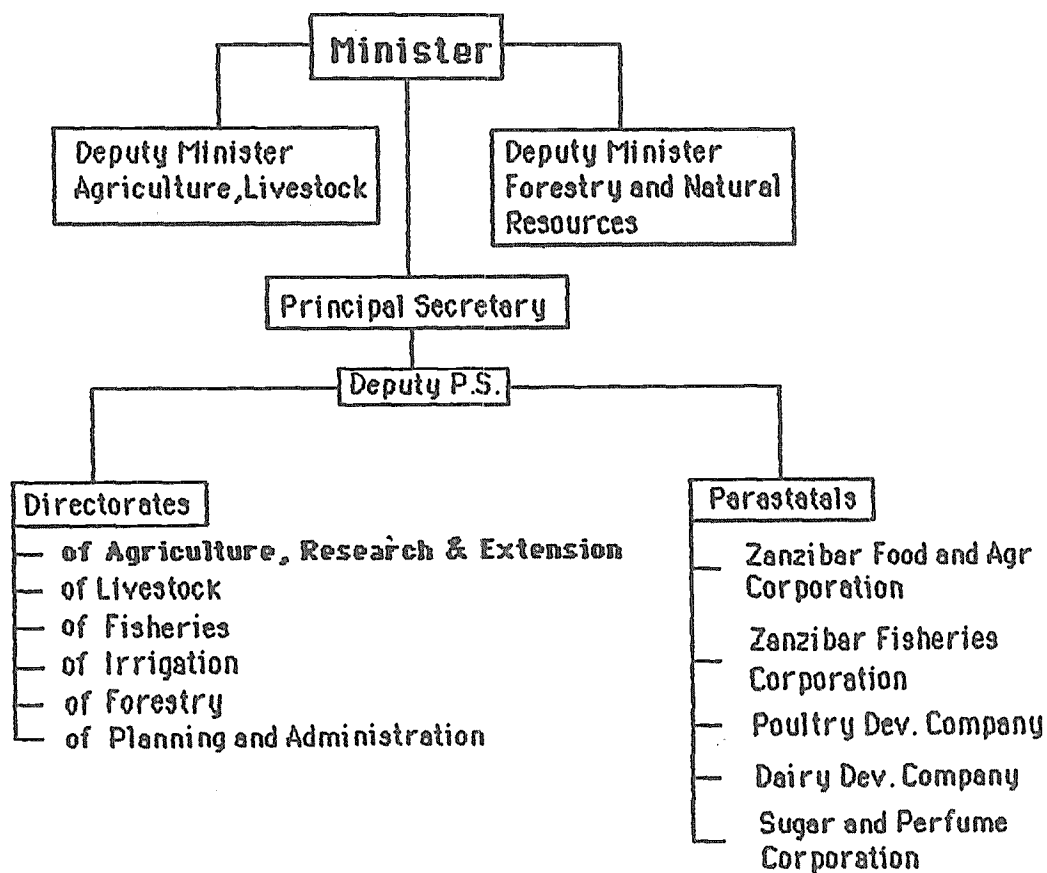 Minister
Deputy Minister
Agriculture,Livestock
Deputy Minister
Forestry and Natural
Resources
Principal Secretary
Deputy P.S.
Directorates
of Agriculture, Research & Extension
of Livestock
of Fisheries
of Irrigation
of Forestry
of Planning and Administration
Parastatals
Zanzibar Food and Agr
Corporation
Zanzibar Fisheries
Corporation
Poultry Dev. Company
Dairy Dev. Company
Sugar and Perfume
Corporation